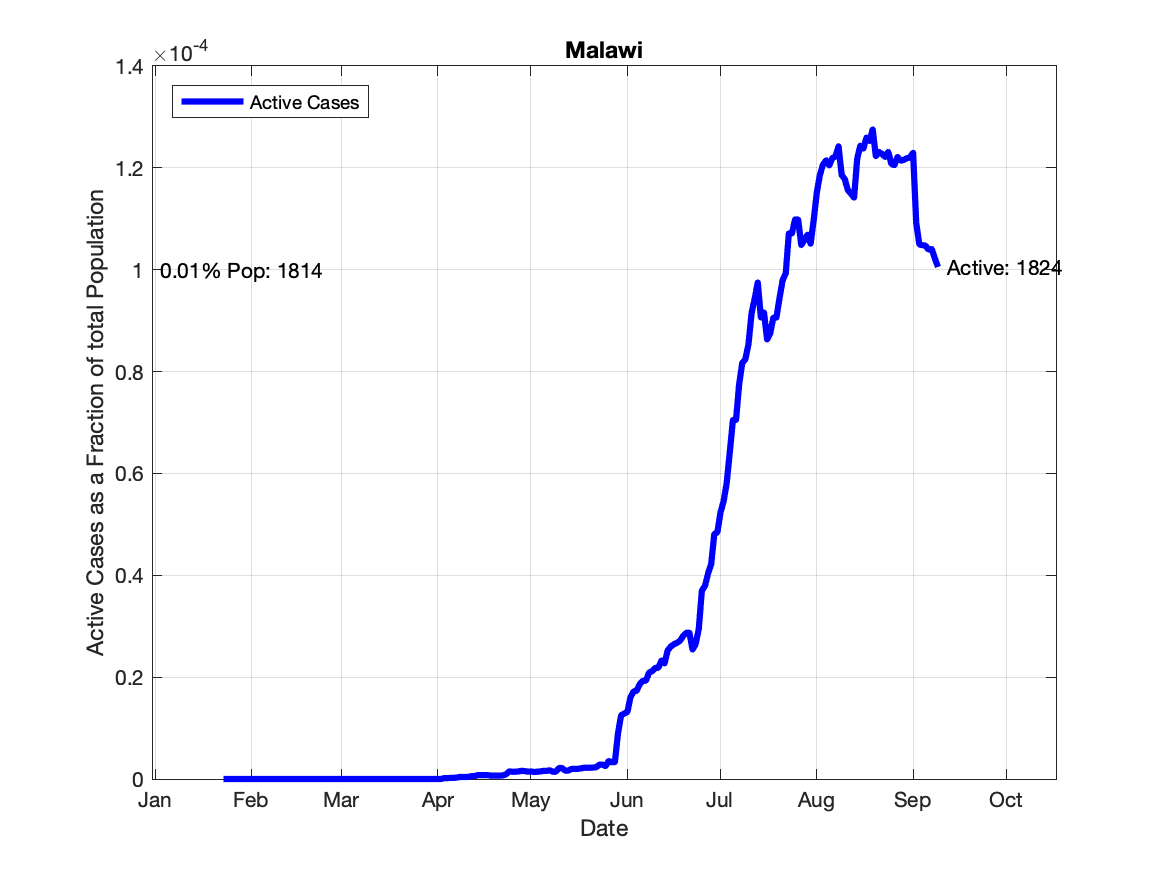 Malawi
×10-4
Active Cases
1.4
1.2
1
0.8
0.6
0.4
0.2
0
0.01% Pop: 1814
Active: 1824
Active Cases as a Fraction of total Population
Jan Feb Mar Apr May Jun Jul Aug Sep Oct
Date